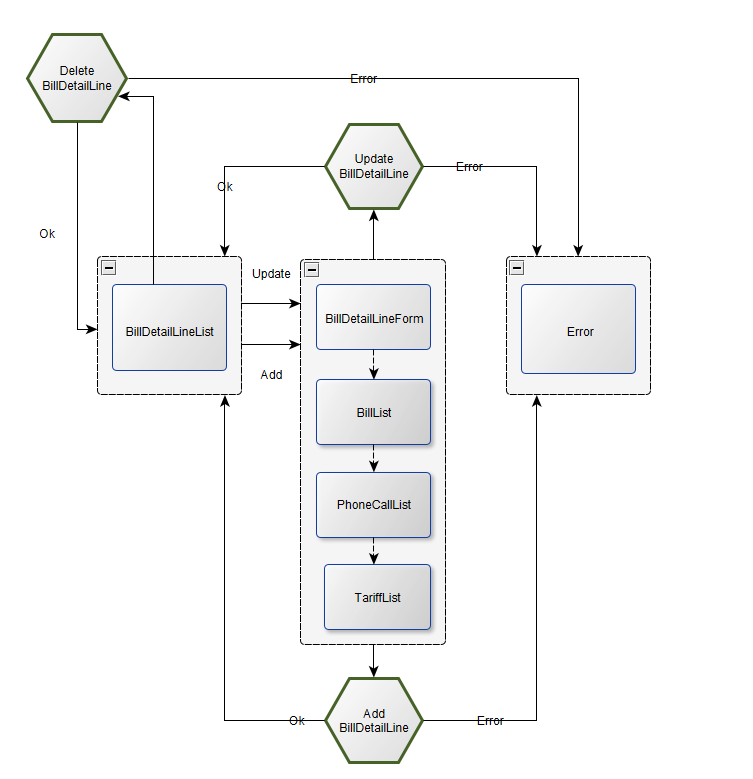 Delete
BillDetailLine
Error
Update
BillDetailLine
Error
Ok
Ok
Update
BillDetailLineForm
BillDetailLineList
Error
Add
BillList
PhoneCallList
TariffList
Add
BillDetailLine
Ok
Error